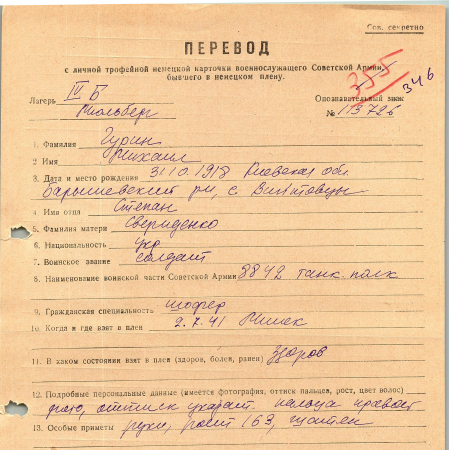 Сов. секретно
ПЕРЕВОД
с личной трофейной немецкой карточки военнослужащего Советской Армии,
бывшего в немецком плену.
355
346
Лагерь IV Б
Мюльберг
Опознавательный знак
№ 113726
1. Фамилия Гурин
2. Имя Михаил
3. Дата и место рождения 31.10.1918 Киевская обл.
Барышевский р-н, с.
4. Имя отца Степан
5. Фамилия матери Свериденко
6. Национальность укр
7. Воинское звание солдат
8. Наименование воинской части Советской Армии 8842 танк. полк
9. Гражданская специальность шофер
10. Когда и где взят в плен 2.7.41 Минск
11. В каком состоянии взят в плен (здоров, болен, ранен) здоров
12. Подробные персональные данные (имеется фотография, оттиск пальцев, рост, цвет волос)
фото, оттиск указат. пальца правой
13. Особые приметы руки, рост 163,